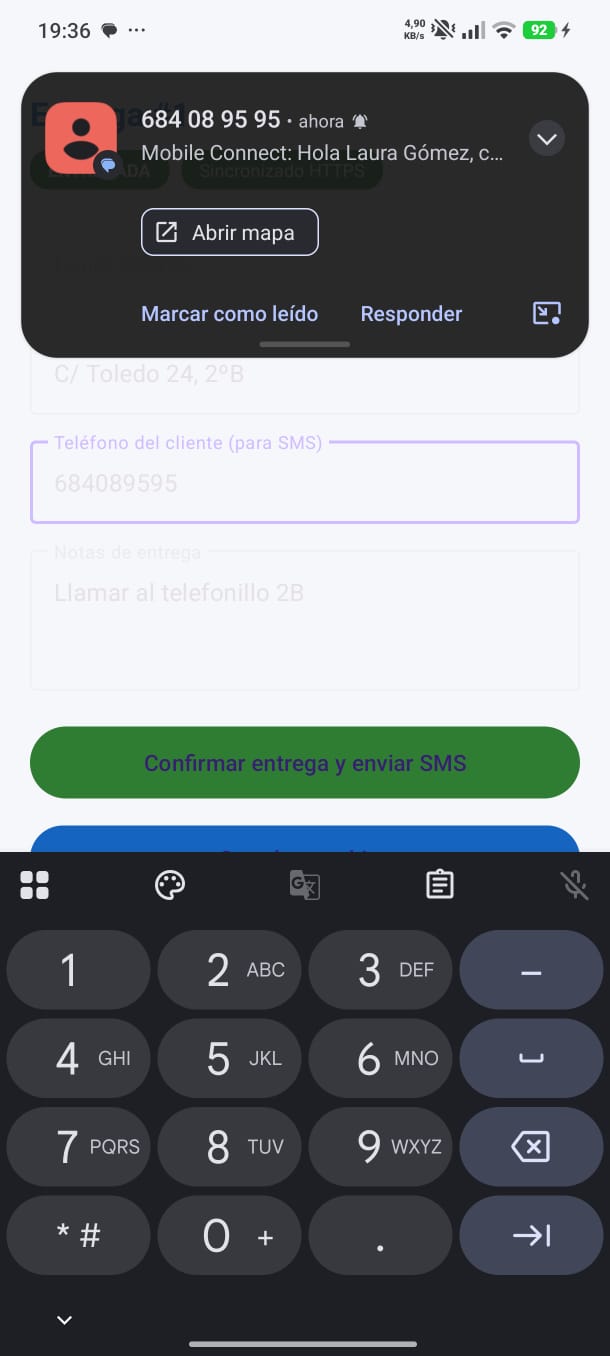 19:36
4,90
KB/s
92
684 08 95 95 • ahora
Mobile Connect: Hola Laura Gómez, c...
Sincronizado HTTPS
Abrir mapa
Marcar como leído
Responder
C/ Toledo 24, 2ºB
Teléfono del cliente (para SMS)
684089595
Notas de entrega
Llamar al telefonillo 2B
Confirmar entrega y enviar SMS
1
2 ABC
3 DEF
–
4 GHI
5 JKL
6 MNO
7 PQRS
8 TUV
9 WXYZ
* #
0 +
.